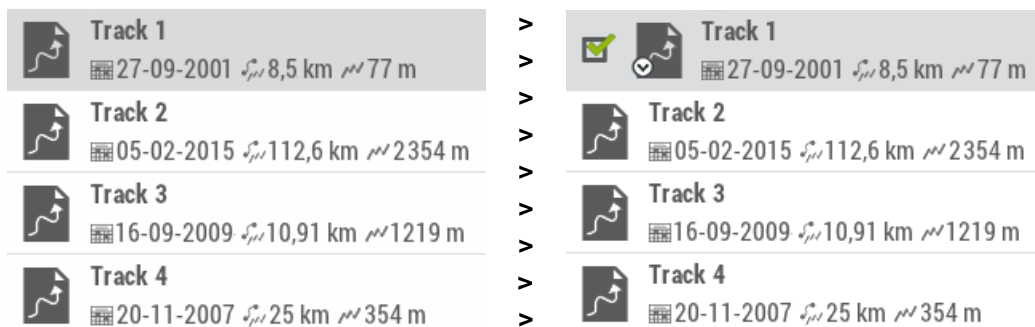 Track 1
27-09-2001 8,5 km 77 m
Track 2
05-02-2015 112,6 km 2354 m
Track 3
16-09-2009 10,91 km 1219 m
Track 4
20-11-2007 25 km 354 m
>
>
>
>
>
>
>
>
>
Track 1
27-09-2001 8,5 km 77 m
Track 2
05-02-2015 112,6 km 2354 m
Track 3
16-09-2009 10,91 km 1219 m
Track 4
20-11-2007 25 km 354 m